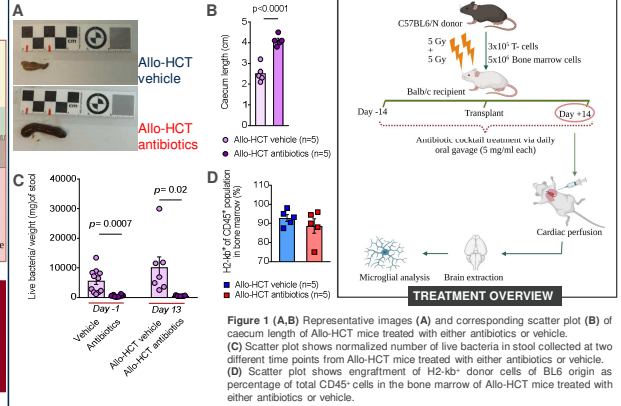 A
Allo-HCT
vehicle
Allo-HCT
antibiotics
B
p<0.0001
Caecum length (cm)
5
4
3
2
1
0
Allo-HCT vehicle (n=5)
Allo-HCT antibiotics (n=5)
C
Live bacterial weight (mg)of stool
40000
30000
20000
10000
0
p= 0.0007
p= 0.02
Day -1
Day 13
Vehicle
Antibiotics
Allo-HCT vehicle
Allo-HCT antibiotics
D
H2-kb⁺ of CD45⁺ population
in bone marrow (%)
110
100
90
80
70
Allo-HCT vehicle (n=5)
Allo-HCT antibiotics (n=5)
C57BL6/N donor
5 Gy
+
5 Gy
3x10⁵ T- cells
5x10⁶ Bone marrow cells
Balb/c recipient
Day -14
Transplant
Day +14
Antibiotic cocktail treatment via daily
oral gavage (5 mg/ml each)
Cardiac perfusion
Microglial analysis
Brain extraction
TREATMENT OVERVIEW
Figure 1 (A,B) Representative images (A) and corresponding scatter plot (B) of
caecum length of Allo-HCT mice treated with either antibiotics or vehicle.
(C) Scatter plot shows normalized number of live bacteria in stool collected at two
different time points from Allo-HCT mice treated with either antibiotics or vehicle.
(D) Scatter plot shows engraftment of H2-kb⁺ donor cells of BL6 origin as
percentage of total CD45⁺ cells in the bone marrow of Allo-HCT mice treated with
either antibiotics or vehicle.